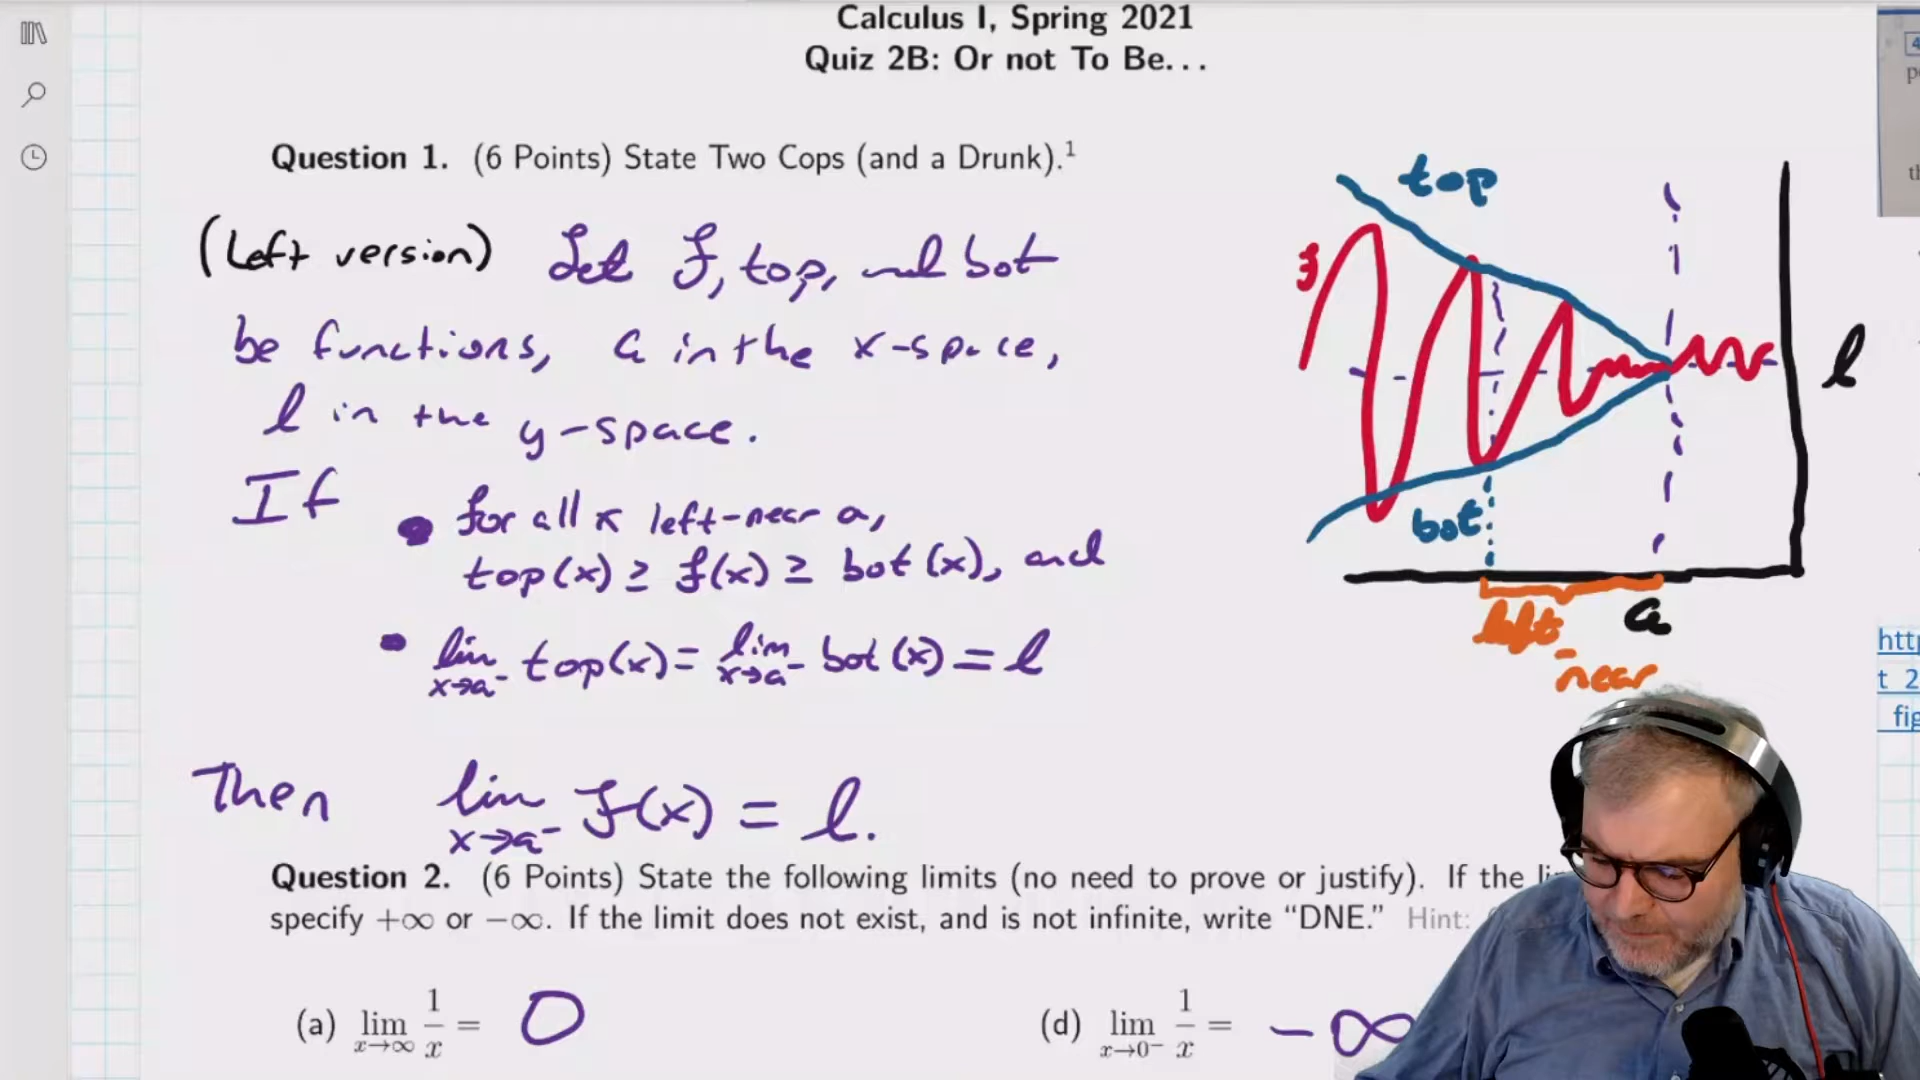 Calculus I, Spring 2021
Quiz 2B: Or not To Be...
Question 1. (6 Points) State Two Cops (and a Drunk).¹
(Left version) Let f, top, and bot
be functions, a in the x-space,
l in the y-space.
If
• for all x left-near a,
top(x) ≥ f(x) ≥ bot(x), and
• lim x→a⁻ top(x) = lim x→a⁻ bot(x) = l
Then lim x→a⁻ f(x) = l.
top
f
l
bot
a
left
-near
Question 2. (6 Points) State the following limits (no need to prove or justify). If the
specify +∞ or −∞. If the limit does not exist, and is not infinite, write “DNE.” Hint:
(a) lim x→∞ 1/x = 0
(d) lim x→0⁻ 1/x = −∞
4
http
t 2
fig